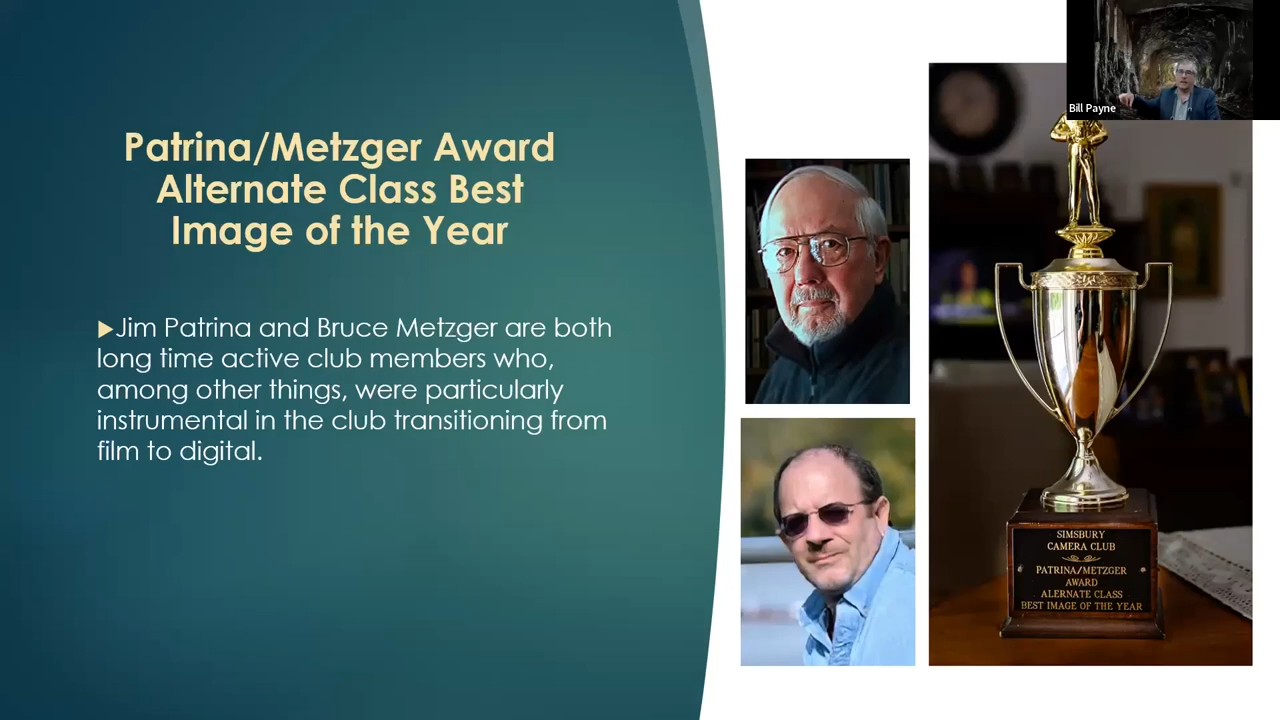 Patrina/Metzger Award
Alternate Class Best
Image of the Year
Jim Patrina and Bruce Metzger are both
long time active club members who,
among other things, were particularly
instrumental in the club transitioning from
film to digital.
Bill Payne
SIMSBURY
CAMERA CLUB
PATRINA/METZGER
AWARD
ALERNATE CLASS
BEST IMAGE OF THE YEAR